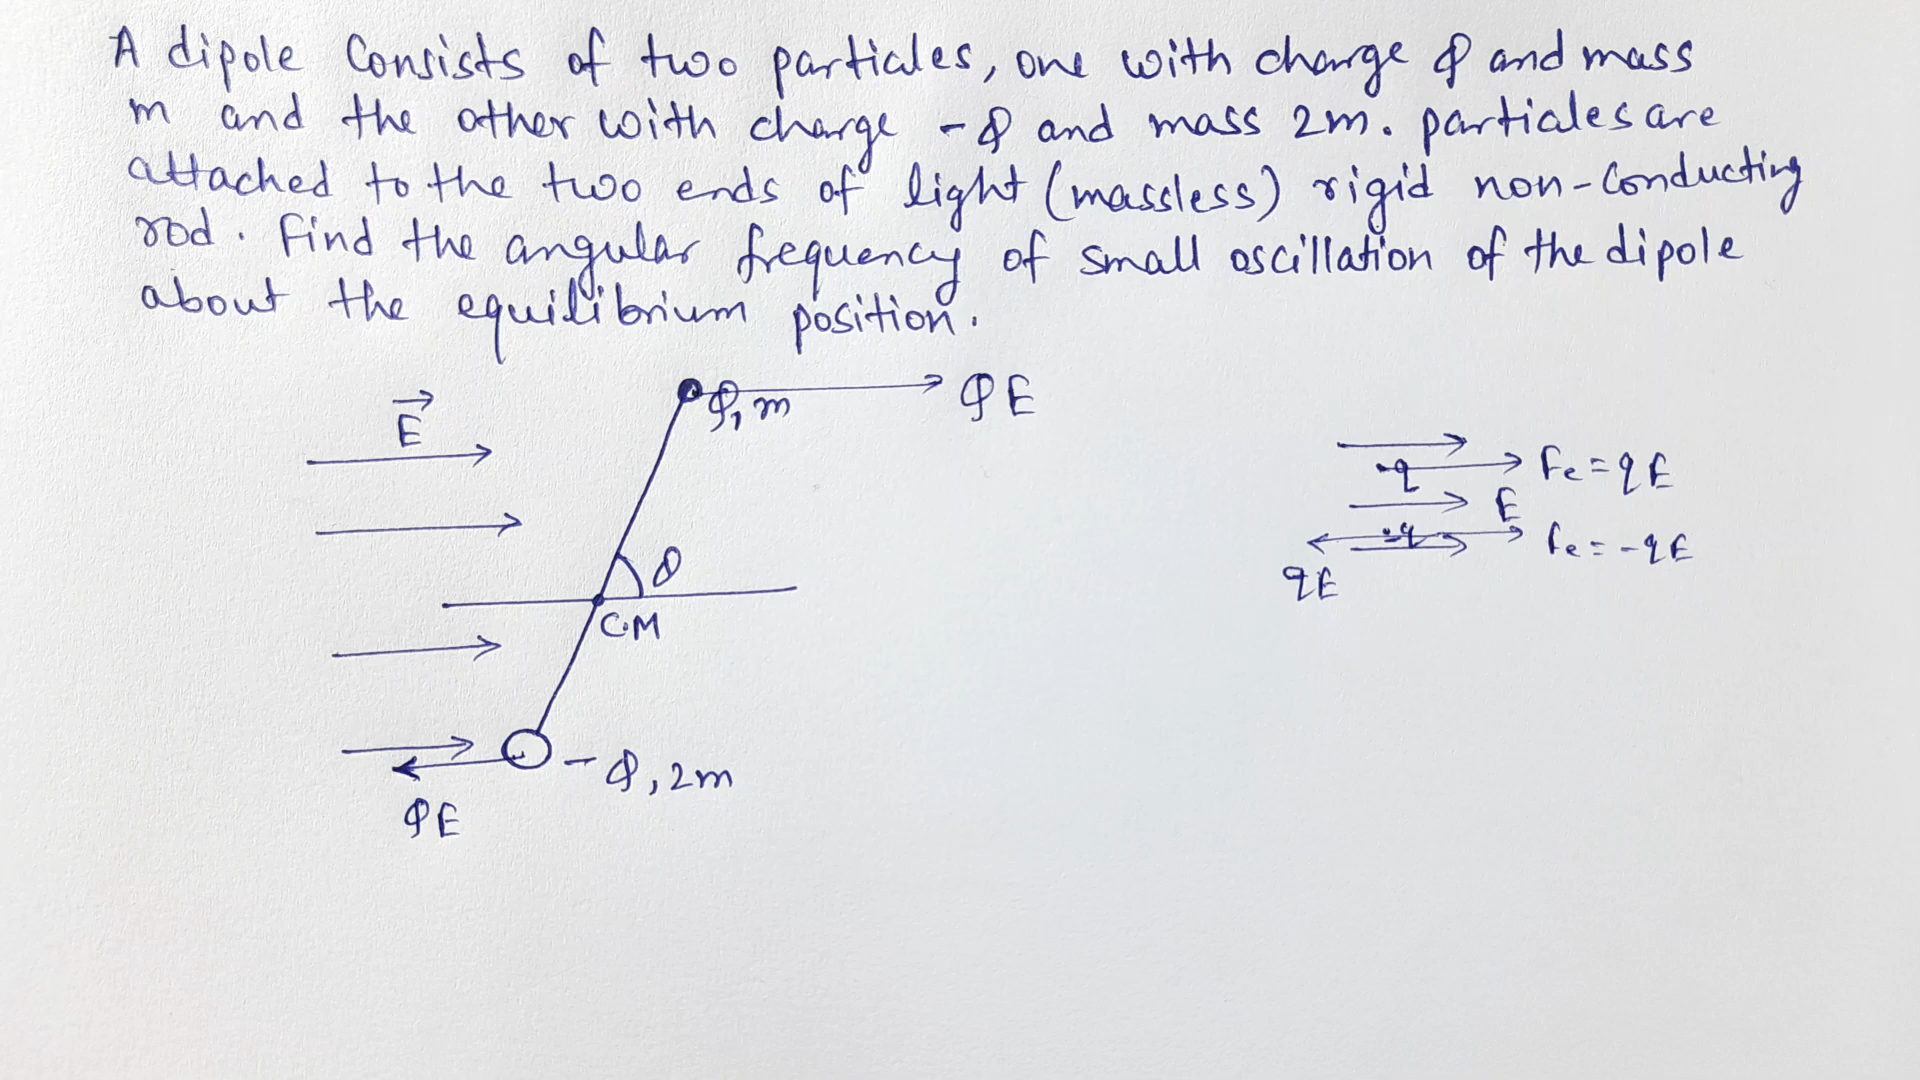 A dipole Consists of two particles, one with charge Q and mass
m and the other with charge -Q and mass 2m. particles are
attached to the two ends of light (massless) rigid non-conducting
rod. Find the angular frequency of small oscillation of the dipole
about the equilibrium position.
E
Q, m
QE
θ
C.M
-Q, 2m
QE
q
Fe = qE
E
-q
Fe = -qE
qE